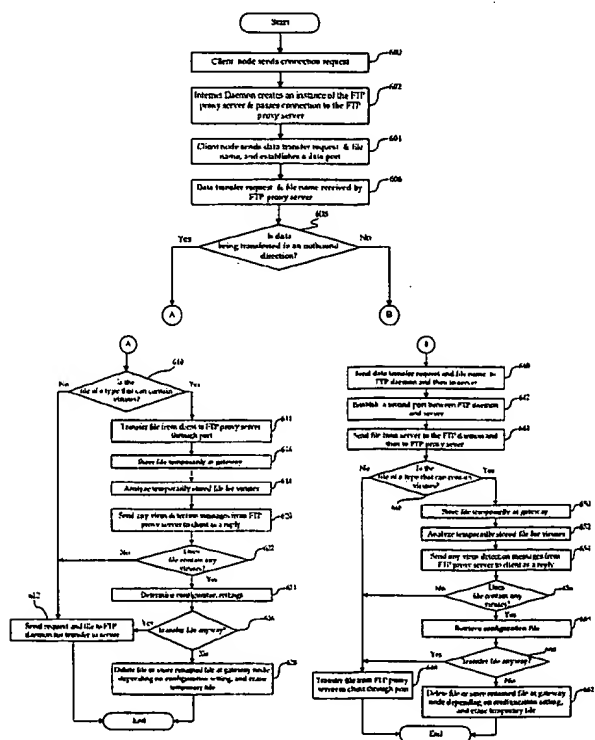 Start
Client node sends connection request
Internet Daemon creates an instance of the FTP
proxy server & passes connection to the FTP
proxy server
602
Client node sends data transfer request & file
name, and establishes a data port
Data transfer request & file name received by
FTP proxy server
606
Is data
being transferred in an outbound
direction?
Yes
No
A
B
A
Is the
file of a type that can contain
viruses?
No
Yes
Transfer file from client to FTP proxy server
through port
Store file temporarily at gateway
Analyze temporarily stored file for viruses
Send any virus detection messages from FTP
proxy server to client as a reply
Does
file contain any
viruses?
622
No
Yes
Determine configuration settings
Transfer file anyway?
626
Yes
No
Send request and file to FTP
daemon for transfer to server
612
Delete file or store renamed file at gateway node
depending on configuration setting, and erase
temporary file
628
End
B
Send data transfer request and file name to
FTP daemon and then to server
640
Establish a second port between FTP daemon
and server
642
Send file from server to the FTP daemon and
then to FTP proxy server
Is the
file of a type that can contain
viruses?
No
Yes
Store file temporarily at gateway
Analyze temporarily stored file for viruses
652
Send any virus detection messages from
FTP proxy server to client as a reply
654
Does
file contain any
viruses?
No
Yes
Retrieve configuration file
Transfer file anyway?
Yes
No
Transfer file from FTP proxy
server to client through port
Delete file or store renamed file at gateway
node depending on configuration setting,
and erase temporary file
End